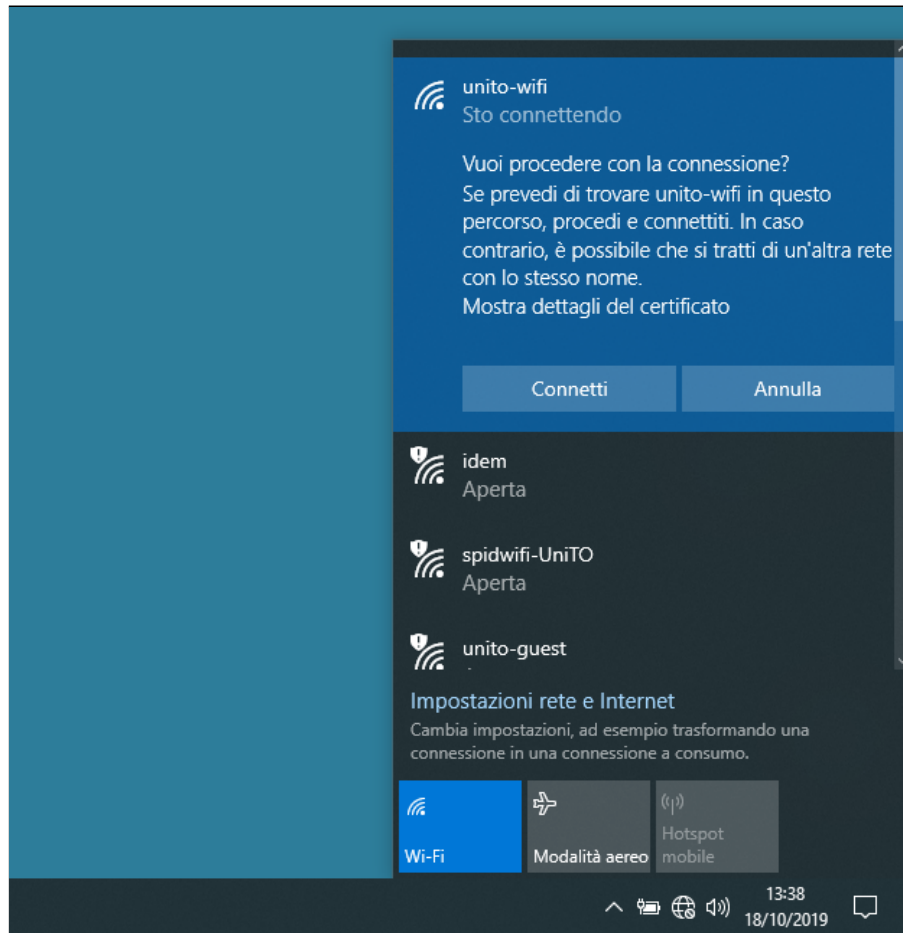 unito-wifi
Sto connettendo
Vuoi procedere con la connessione?
Se prevedi di trovare unito-wifi in questo
percorso, procedi e connettiti. In caso
contrario, è possibile che si tratti di un'altra rete
con lo stesso nome.
Mostra dettagli del certificato
Connetti
Annulla
idem
Aperta
spidwifi-UniTO
Aperta
unito-guest
Impostazioni rete e Internet
Cambia impostazioni, ad esempio trasformando una
connessione in una connessione a consumo.
Wi-Fi
Modalità aereo
Hotspot
mobile
13:38
18/10/2019